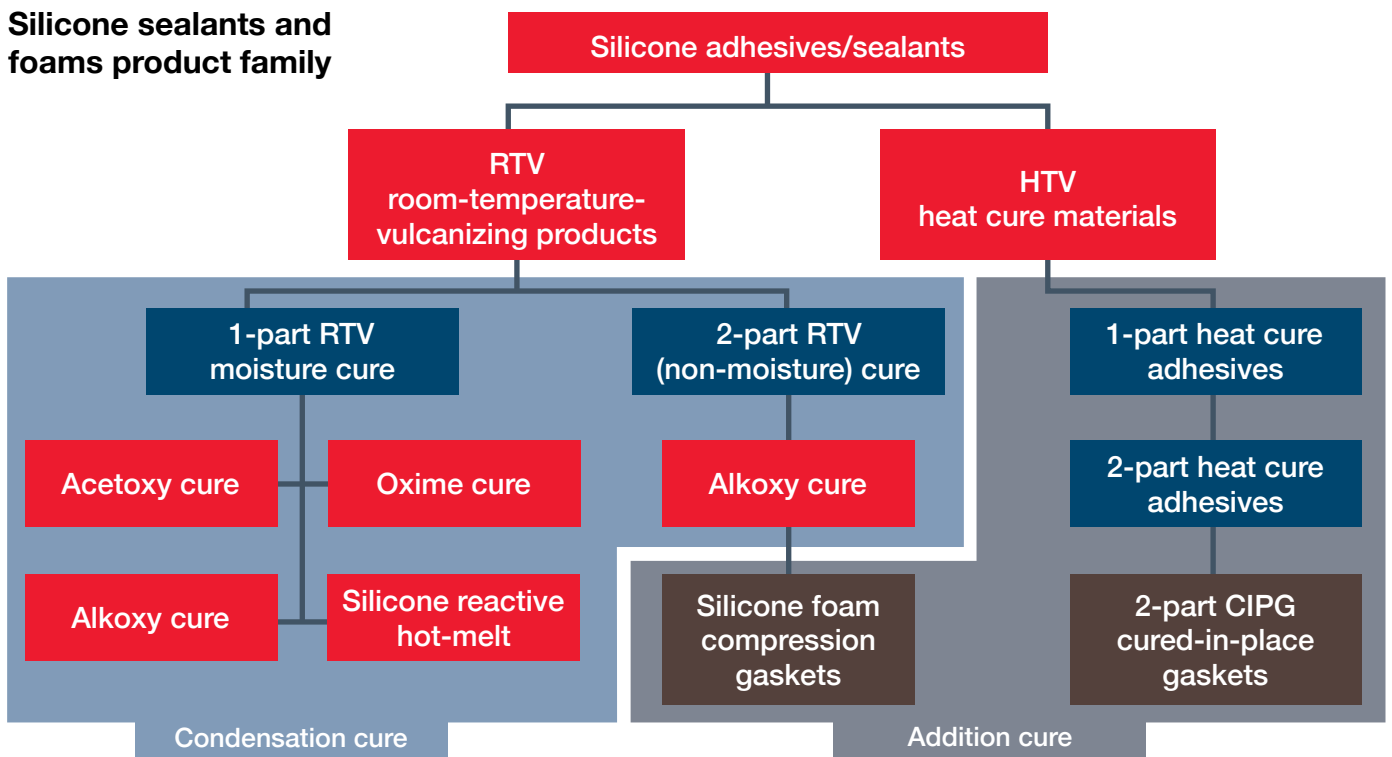 Silicone sealants and
foams product family
Silicone adhesives/sealants
RTV
room-temperature-
vulcanizing products
HTV
heat cure materials
1-part RTV
moisture cure
2-part RTV
(non-moisture) cure
1-part heat cure
adhesives
Acetoxy cure
Oxime cure
Alkoxy cure
2-part heat cure
adhesives
Alkoxy cure
Silicone reactive
hot-melt
Silicone foam
compression
gaskets
2-part CIPG
cured-in-place
gaskets
Condensation cure
Addition cure